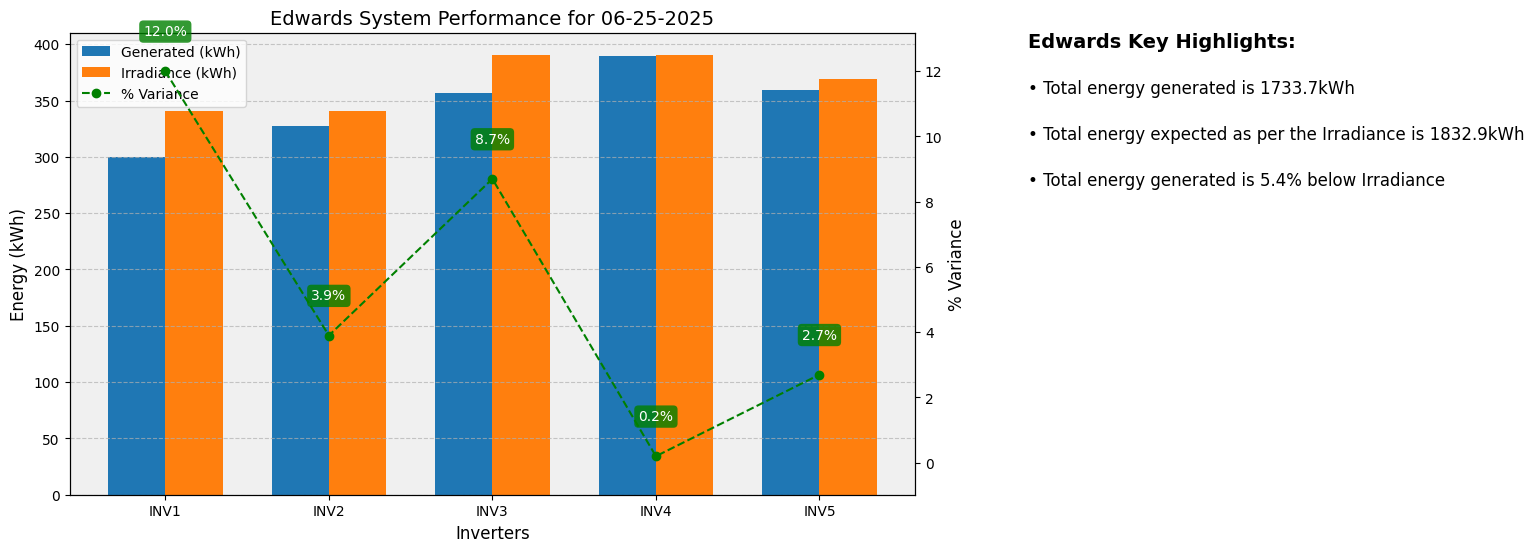 Edwards System Performance for 06-25-2025
Edwards Key Highlights:
• Total energy generated is 1733.7kWh
• Total energy expected as per the Irradiance is 1832.9kWh
• Total energy generated is 5.4% below Irradiance
Generated (kWh)
Irradiance (kWh)
% Variance
12.0%
3.9%
8.7%
0.2%
2.7%
Energy (kWh)
400
350
300
250
200
150
100
50
0
% Variance
12
10
8
6
4
2
0
INV1
INV2
INV3
INV4
INV5
Inverters